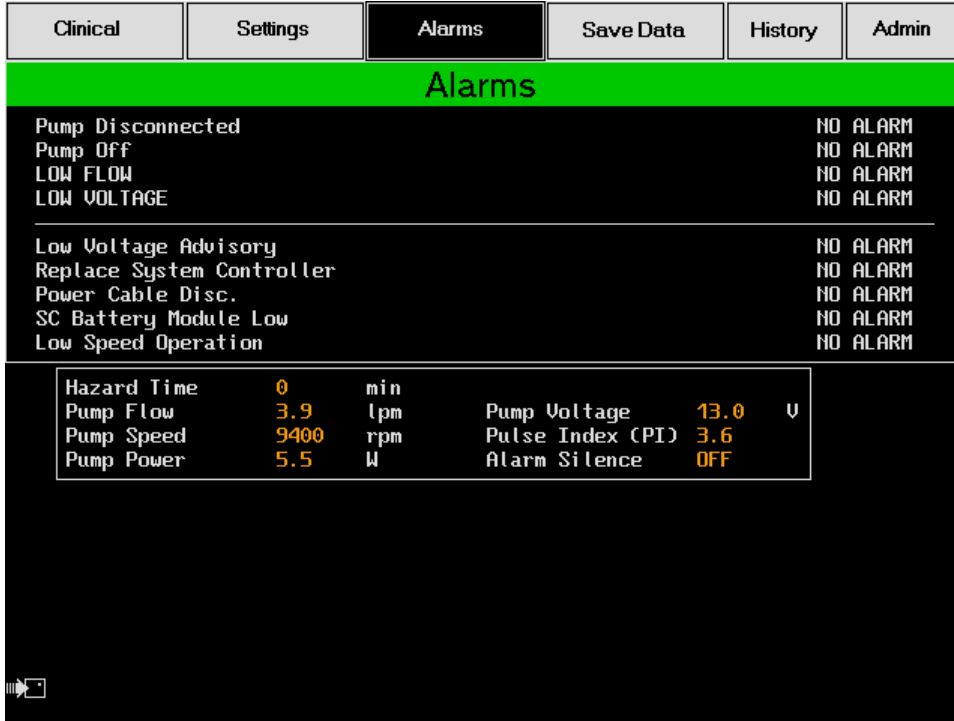 Clinical Settings Alarms Save Data History Admin
Alarms
Pump Disconnected NO ALARM
Pump Off NO ALARM
LOW FLOW NO ALARM
LOW VOLTAGE NO ALARM
Low Voltage Advisory NO ALARM
Replace System Controller NO ALARM
Power Cable Disc. NO ALARM
SC Battery Module Low NO ALARM
Low Speed Operation NO ALARM
Hazard Time 0 min
Pump Flow 3.9 lpm Pump Voltage 13.0 V
Pump Speed 9400 rpm Pulse Index (PI) 3.6
Pump Power 5.5 W Alarm Silence OFF